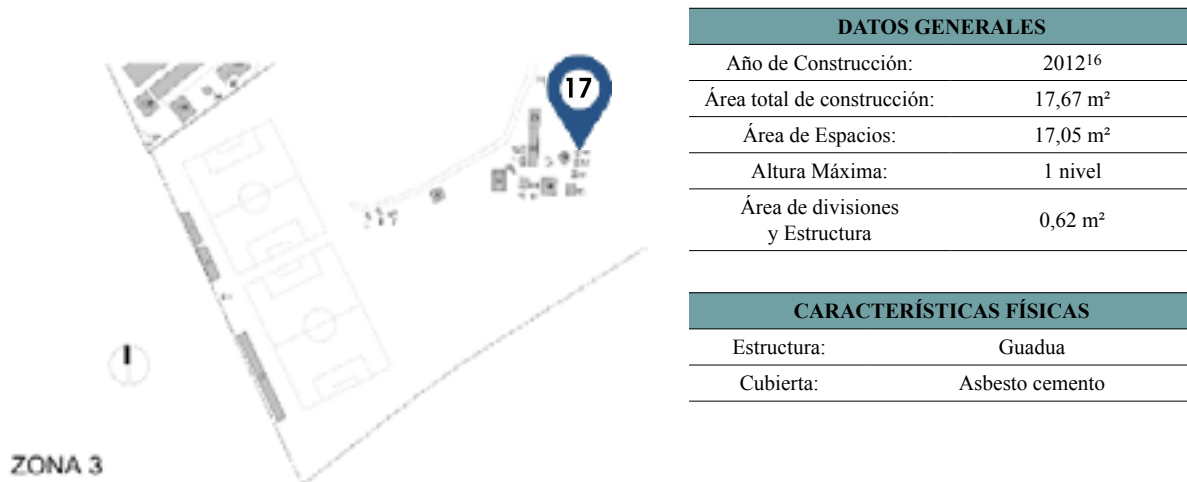 17
ZONA 3
DATOS GENERALES
Año de Construcción: 2012¹⁶
Área total de construcción: 17,67 m²
Área de Espacios: 17,05 m²
Altura Máxima: 1 nivel
Área de divisiones
y Estructura 0,62 m²
CARACTERÍSTICAS FÍSICAS
Estructura: Guadua
Cubierta: Asbesto cemento